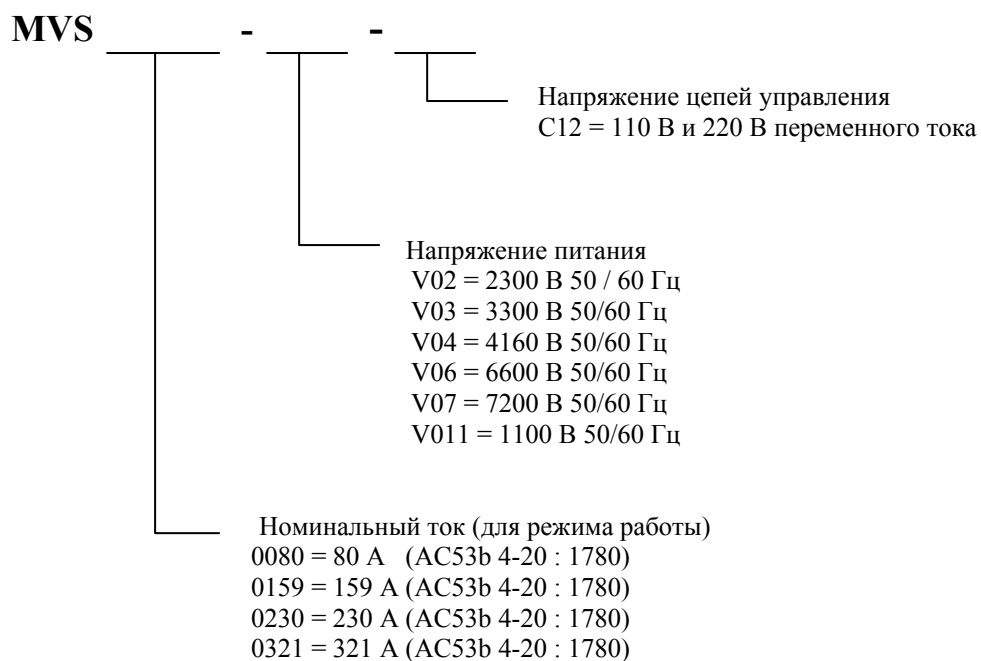 MVS ____ - ____ - ____
Напряжение цепей управления
C12 = 110 В и 220 В переменного тока
Напряжение питания
V02 = 2300 В 50 / 60 Гц
V03 = 3300 В 50/60 Гц
V04 = 4160 В 50/60 Гц
V06 = 6600 В 50/60 Гц
V07 = 7200 В 50/60 Гц
V011 = 1100 В 50/60 Гц
Номинальный ток (для режима работы)
0080 = 80 А (AC53b 4-20 : 1780)
0159 = 159 А (AC53b 4-20 : 1780)
0230 = 230 А (AC53b 4-20 : 1780)
0321 = 321 А (AC53b 4-20 : 1780)